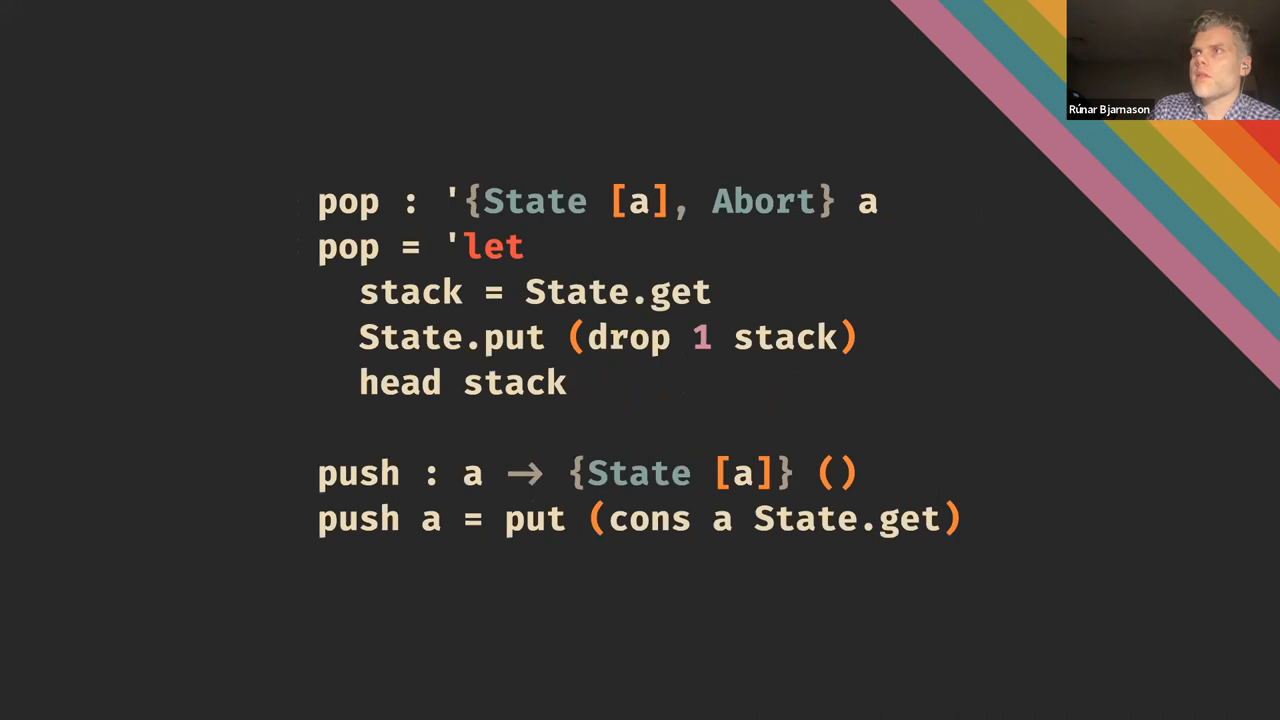 Rúnar Bjarnason
pop : '{State [a], Abort} a
pop = 'let
stack = State.get
State.put (drop 1 stack)
head stack
push : a → {State [a]} ()
push a = put (cons a State.get)